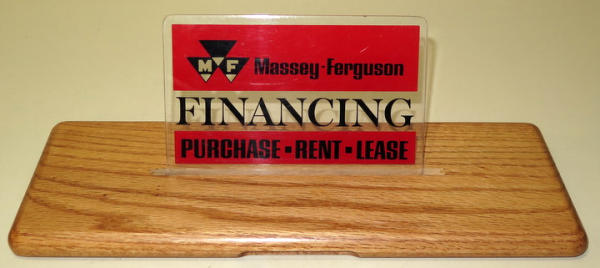 MF Massey-Ferguson
FINANCING
PURCHASE▪RENT▪LEASE